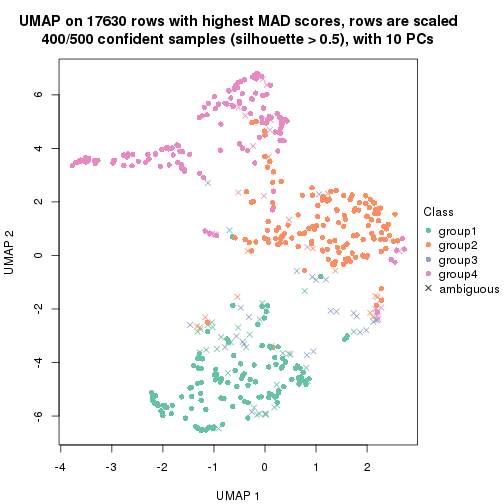 UMAP on 17630 rows with highest MAD scores, rows are scaled
400/500 confident samples (silhouette > 0.5), with 10 PCs
6
4
2
0
-2
-4
-6
UMAP 2
-4
-3
-2
-1
0
1
2
UMAP 1
Class
group1
group2
group3
group4
ambiguous